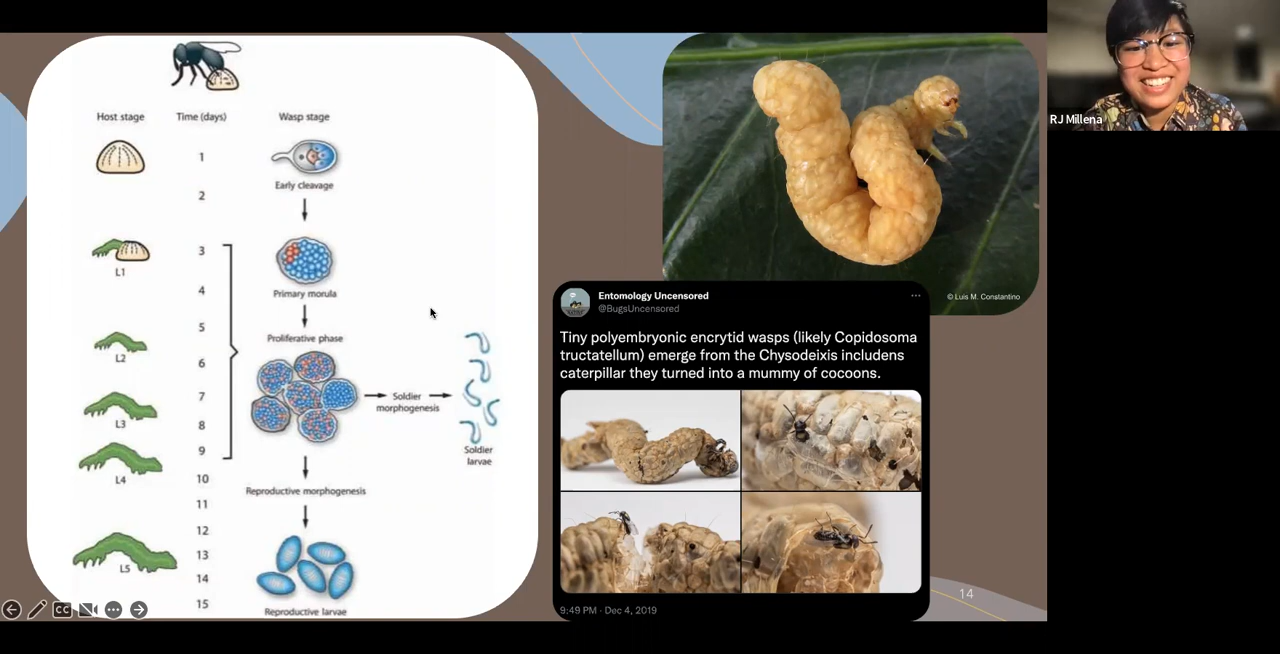 Host stage Time (days) Wasp stage
1
Early cleavage
2
3
L1
4
Primary morula
5
Proliferative phase
L2
6
7
Soldier
morphogenesis
L3
8
9
Soldier
larvae
L4
10
Reproductive morphogenesis
11
12
13
L5
14
15
Reproductive larvae
© Luis M. Constantino
Entomology Uncensored
@BugsUncensored
Tiny polyembryonic encrytid wasps (likely Copidosoma
tructatellum) emerge from the Chysodeixis includens
caterpillar they turned into a mummy of cocoons.
9:49 PM · Dec 4, 2019
14
CC
RJ Millena